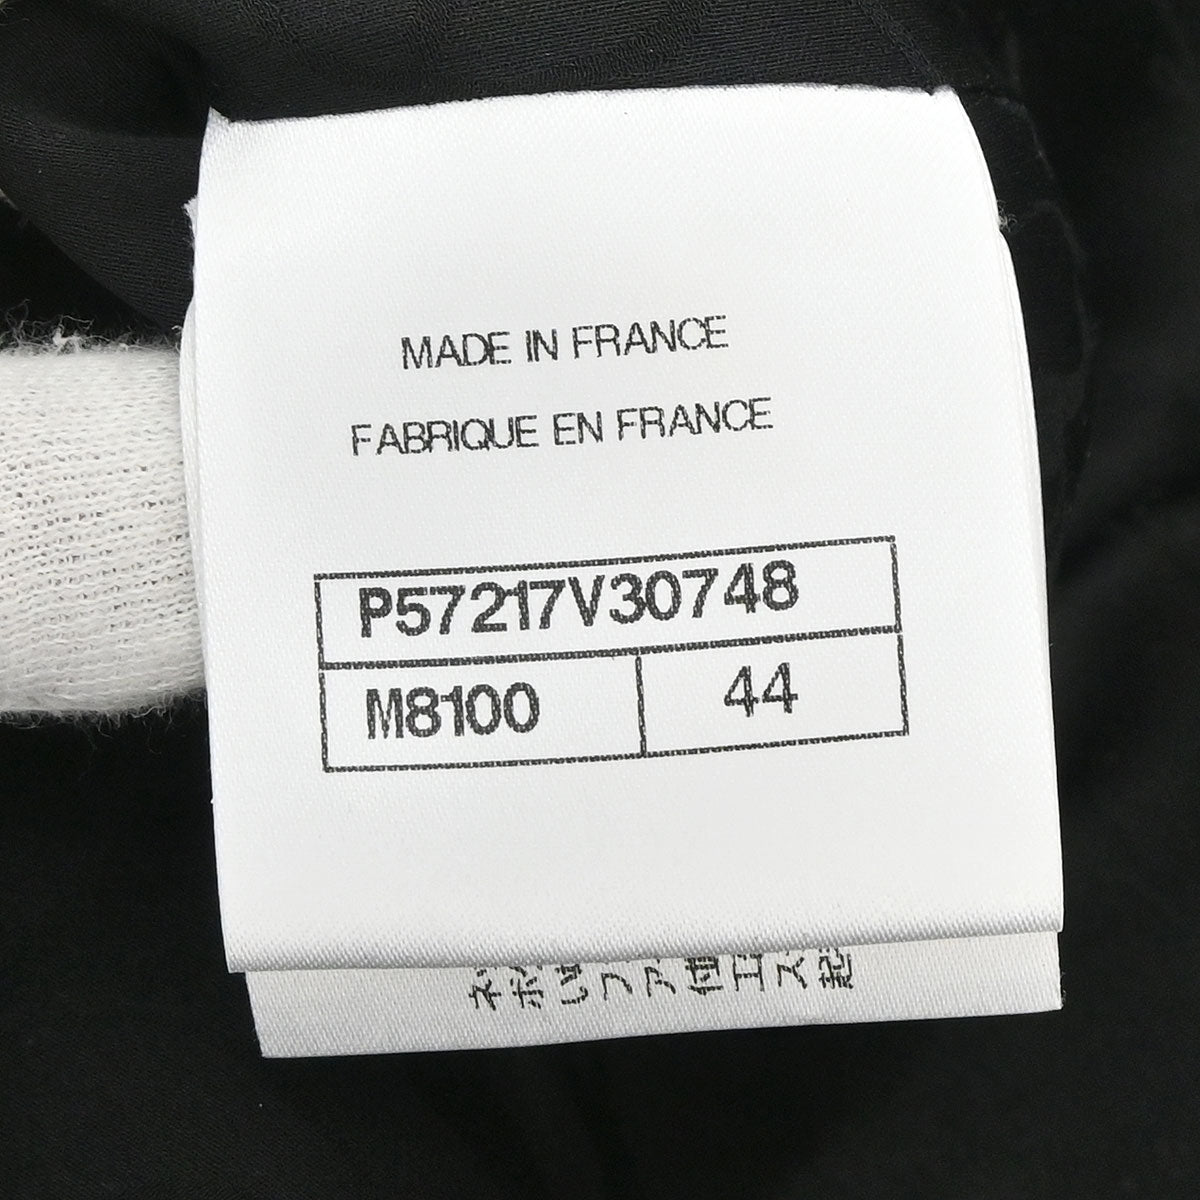 MADE IN FRANCE
FABRIQUE EN FRANCE
P57217V30748
M8100 44